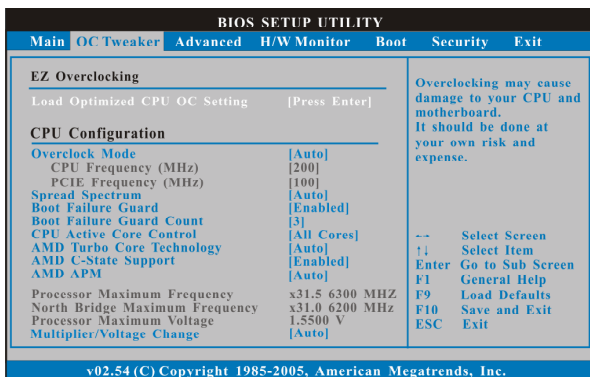 BIOS SETUP UTILITY
Main OC Tweaker Advanced H/W Monitor Boot Security Exit
EZ Overclocking
Load Optimized CPU OC Setting [Press Enter]
CPU Configuration
Overclock Mode [Auto]
CPU Frequency (MHz) [200]
PCIE Frequency (MHz) [100]
Spread Spectrum [Auto]
Boot Failure Guard [Enabled]
Boot Failure Guard Count [3]
CPU Active Core Control [All Cores]
AMD Turbo Core Technology [Auto]
AMD C-State Support [Enabled]
AMD APM [Auto]
Processor Maximum Frequency x31.5 6300 MHZ
North Bridge Maximum Frequency x31.0 6200 MHz
Processor Maximum Voltage 1.5500 V
Multiplier/Voltage Change [Auto]
Overclocking may cause
damage to your CPU and
motherboard.
It should be done at
your own risk and
expense.
←→ Select Screen
↑↓ Select Item
Enter Go to Sub Screen
F1 General Help
F9 Load Defaults
F10 Save and Exit
ESC Exit
v02.54 (C) Copyright 1985-2005, American Megatrends, Inc.